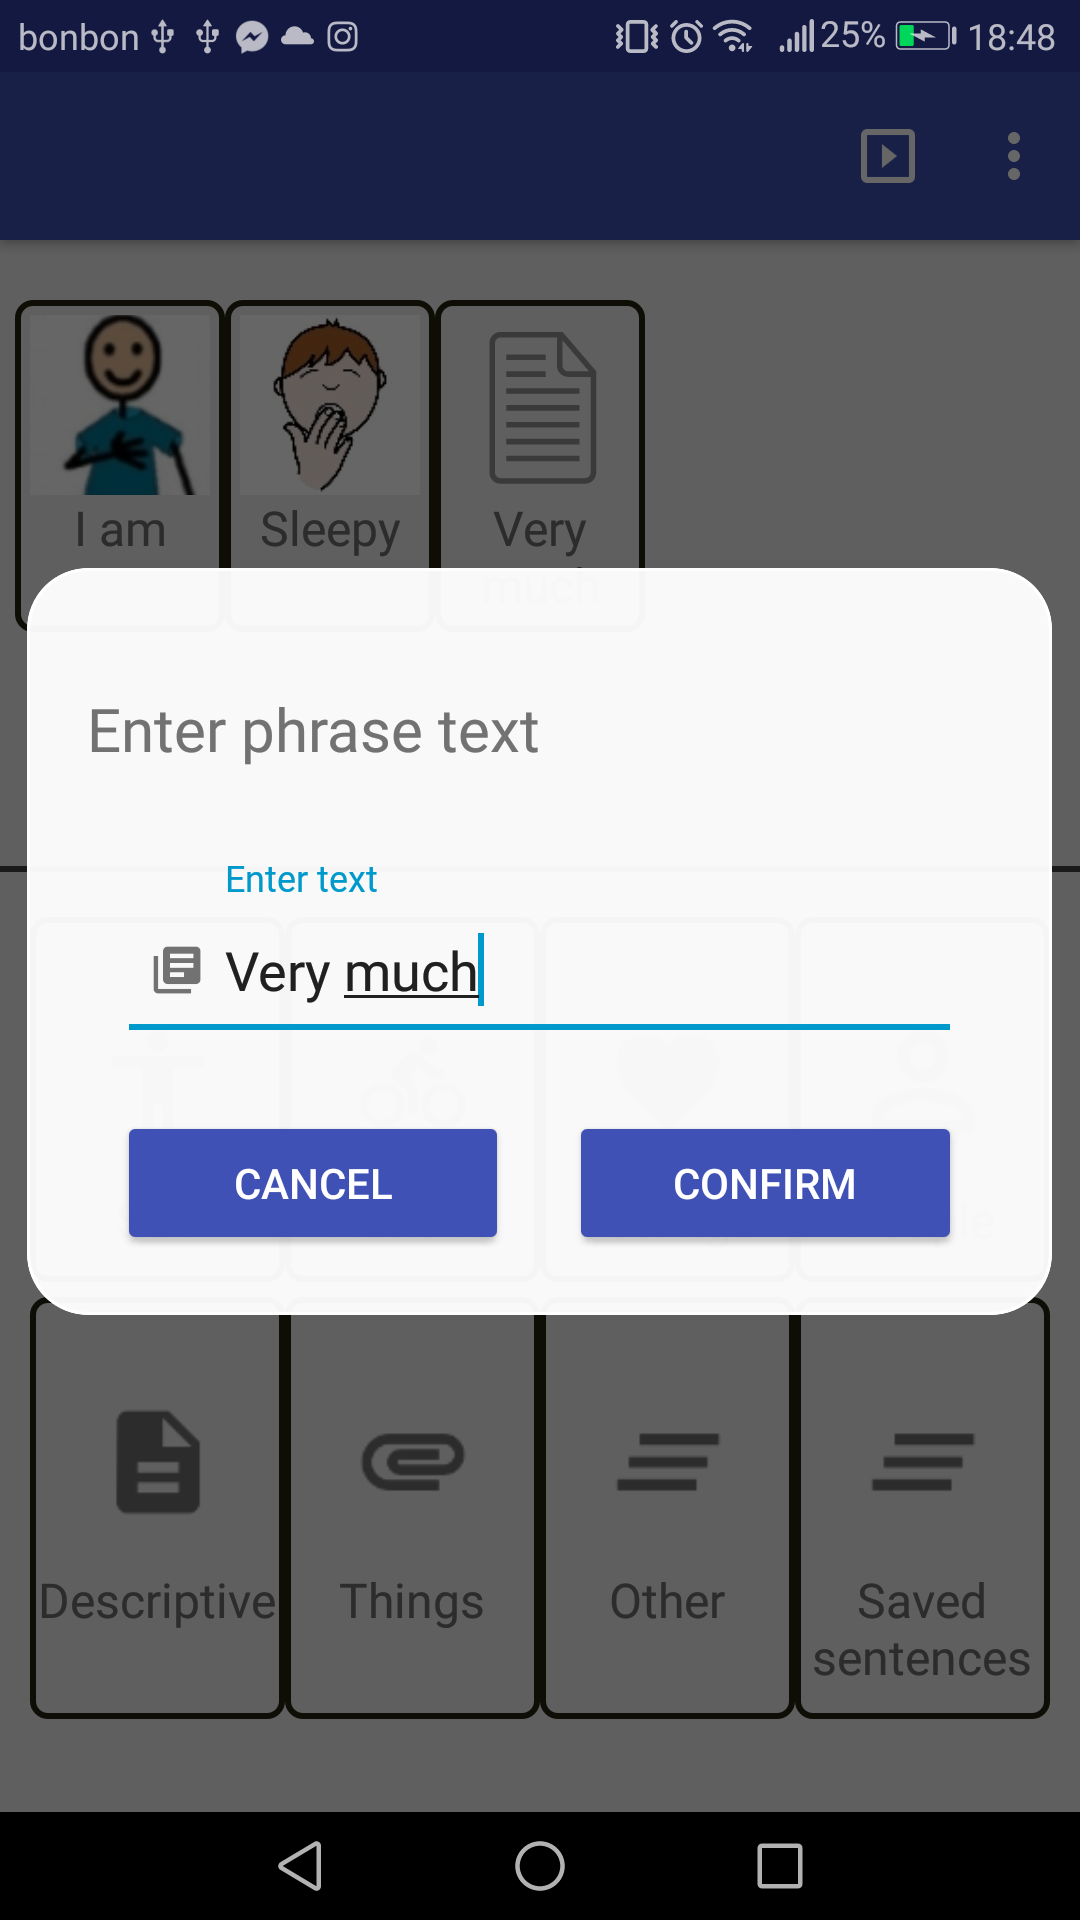 bonbon 25% 18:48
I am Sleepy Very
much
Enter phrase text
Enter text
Very much
CANCEL CONFIRM
Descriptive Things Other Saved
sentences